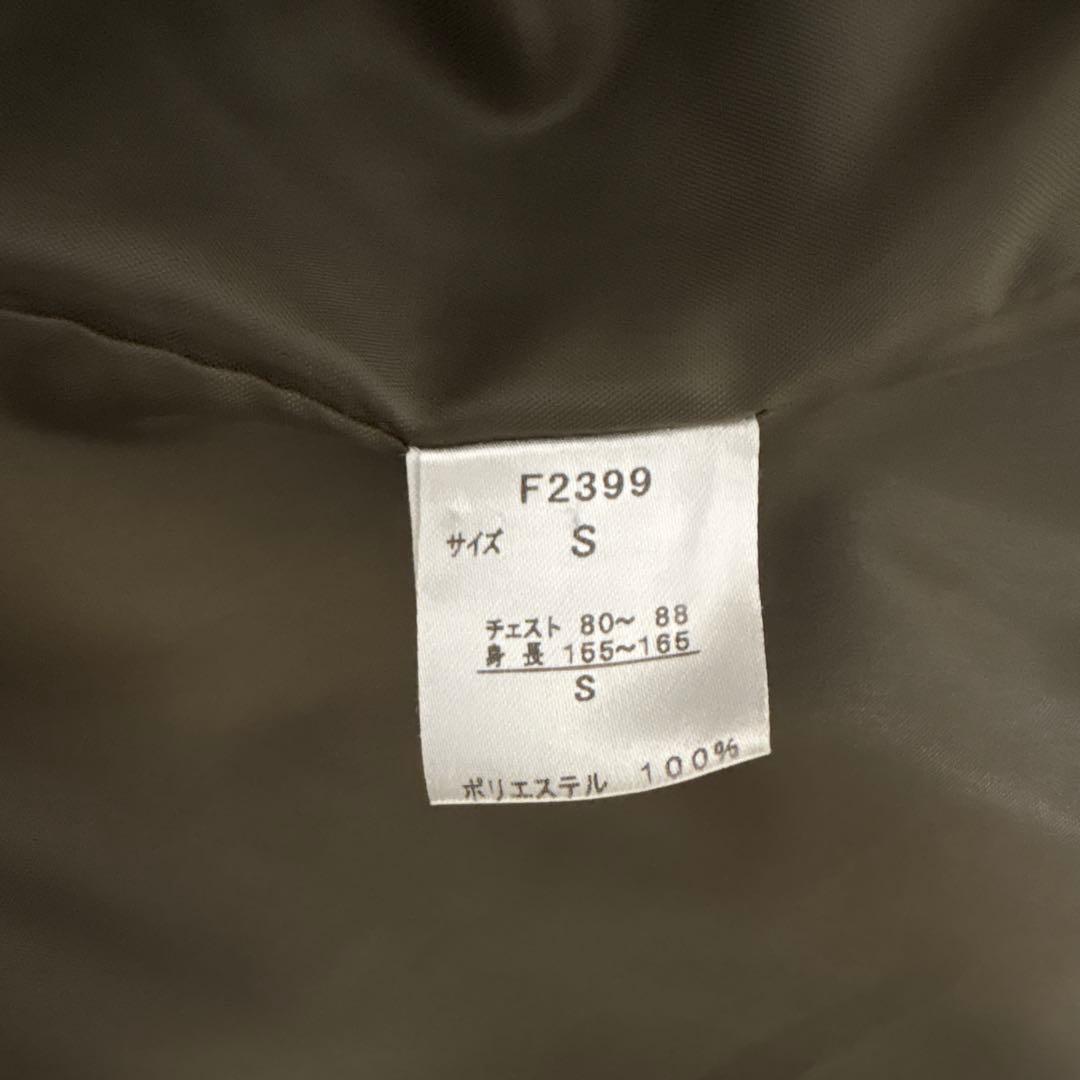 F2399
サイズ S
チェスト 80〜 88
身 長 155〜165
S
ポリエステル 100%